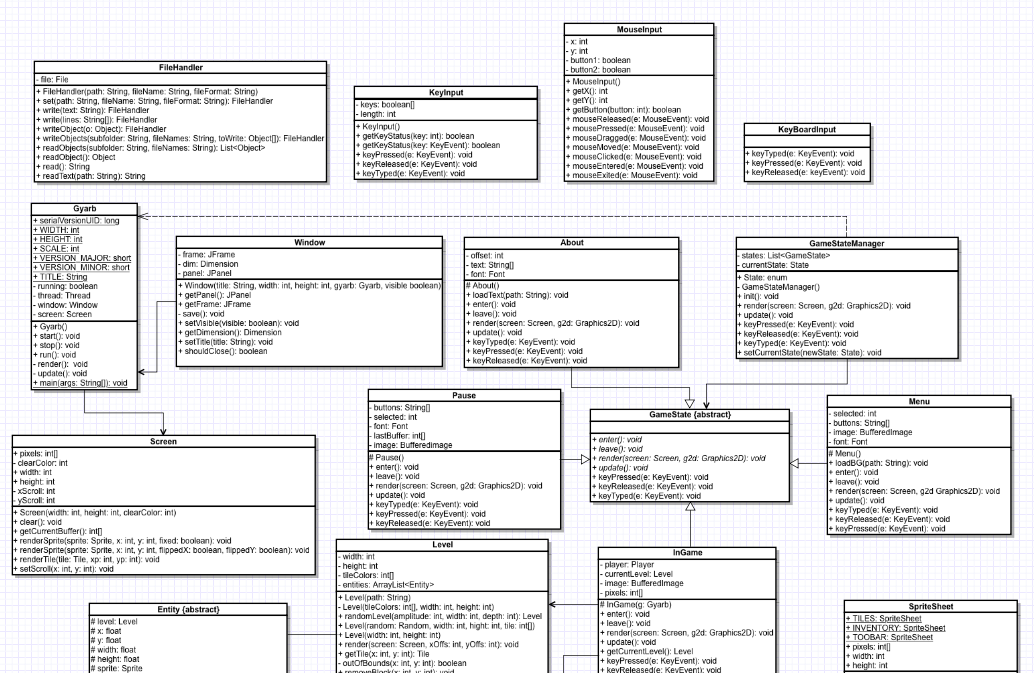 MouseInput
- x: int
- y: int
- button1: boolean
- button2: boolean
+ MouseInput()
+ getX(): int
+ getY(): int
+ getButton(button: int): boolean
+ mouseReleased(e: MouseEvent): void
+ mousePressed(e: MouseEvent): void
+ mouseDragged(e: MouseEvent): void
+ mouseMoved(e: MouseEvent): void
+ mouseClicked(e: MouseEvent): void
+ mouseEntered(e: MouseEvent): void
+ mouseExited(e: MouseEvent): void
FileHandler
- file: File
+ FileHandler(path: String, fileName: String, fileFormat: String)
+ set(path: String, fileName: String, fileFormat: String): FileHandler
+ write(text: String): FileHandler
+ write(lines: String[]): FileHandler
+ writeObject(o: Object): FileHandler
+ writeObjects(subfolder: String, fileNames: String, toWrite: Object[]): FileHandler
+ readObjects(subfolder: String, fileNames: String): List<Object>
+ readObject(): Object
+ read(): String
+ readText(path: String): String
KeyInput
- keys: boolean[]
- length: int
+ KeyInput()
+ getKeyStatus(key: int): boolean
+ getKeyStatus(key: KeyEvent): boolean
+ keyPressed(e: KeyEvent): void
+ keyReleased(e: KeyEvent): void
+ keyTyped(e: KeyEvent): void
KeyBoardInput
+ keyTyped(e: KeyEvent): void
+ keyPressed(e: KeyEvent): void
+ keyReleased(e: keyEvent): void
Gyarb
+ serialVersionUID: long
+ WIDTH: int
+ HEIGHT: int
+ SCALE: int
+ VERSION_MAJOR: short
+ VERSION_MINOR: short
+ TITLE: String
- running: boolean
- thread: Thread
- window: Window
- screen: Screen
+ Gyarb()
+ start(): void
+ stop(): void
+ run(): void
- render(): void
- update(): void
+ main(args: String[]): void
Window
- frame: JFrame
- dim: Dimension
- panel: JPanel
+ Window(title: String, width: int, height: int, gyarb: Gyarb, visible boolean)
+ getPanel(): JPanel
+ getFrame: JFrame
- save(): void
+ setVisible(visible: boolean): void
+ getDimension(): Dimension
+ setTitle(title: String): void
+ shouldClose(): boolean
About
- offset: int
- text: String[]
- font: Font
# About()
+ loadText(path: String): void
+ enter(): void
+ leave(): void
+ render(screen: Screen, g2d: Graphics2D): void
+ update(): void
+ keyTyped(e: KeyEvent): void
+ keyPressed(e: KeyEvent): void
+ keyReleased(e: KeyEvent): void
GameStateManager
- states: List<GameState>
- currentState: State
+ State: enum
- GameStateManager()
+ init(): void
+ render(screen: Screen, g2d: Graphics2D): void
+ update(): void
+ keyPressed(e: KeyEvent): void
+ keyReleased(e: KeyEvent): void
+ keyTyped(e: KeyEvent): void
+ setCurrentState(newState: State): void
Pause
- buttons: String[]
- selected: int
- font: Font
- lastBuffer: int[]
- image: BufferedImage
# Pause()
+ enter(): void
+ leave(): void
+ render(screen: Screen, g2d: Graphics2D): void
+ update(): void
+ keyTyped(e: KeyEvent): void
+ keyPressed(e: KeyEvent): void
+ keyReleased(e: KeyEvent): void
GameState {abstract}
+ enter(): void
+ leave(): void
+ render(screen: Screen, g2d: Graphics2D): void
+ update(): void
+ keyPressed(e: KeyEvent): void
+ keyReleased(e: KeyEvent): void
+ keyTyped(e: KeyEvent): void
Menu
- selected: int
- buttons: String[]
- image: BufferedImage
- font: Font
# Menu()
+ loadBG(path: String): void
+ enter(): void
+ leave(): void
+ render(screen: Screen, g2d Graphics2D): void
+ update(): void
+ keyTyped(e: KeyEvent): void
+ keyReleased(e: KeyEvent): void
+ keyPressed(e: KeyEvent): void
Screen
+ pixels: int[]
- clearColor: int
+ width: int
+ height: int
- xScroll: int
- yScroll: int
+ Screen(width: int, height: int, clearColor: int)
+ clear(): void
+ getCurrentBuffer(): int[]
+ renderSprite(sprite: Sprite, x: int, y: int, fixed: boolean): void
+ renderSprite(sprite: Sprite, x: int, y: int, flippedX: boolean, flippedY: boolean): void
+ renderTile(tile: Tile, xp: int, yp: int): void
+ setScroll(x: int, y: int): void
Level
- width: int
- height: int
- tileColors: int[]
- entities: ArrayList<Entity>
+ Level(path: String)
- Level(tileColors: int[], width: int, height: int)
+ randomLevel(amplitude: int, width: int, depth: int): Level
+ Level(random: Random, width: int, height: int, tile: int[])
+ Level(width: int, height: int)
+ render(screen: Screen, xOffs: int, yOffs: int): void
+ getTile(x: int, y: int): Tile
- outOfBounds(x: int, y: int): boolean
+ removeBlock(x: int, y: int): void
InGame
- player: Player
- currentLevel: Level
- image: BufferedImage
- pixels: int[]
# InGame(g: Gyarb)
+ enter(): void
+ leave(): void
+ render(screen: Screen, g2d: Graphics2D): void
+ update(): void
+ getCurrentLevel(): Level
+ keyPressed(e: KeyEvent): void
+ keyReleased(e: KeyEvent): void
Entity {abstract}
# level: Level
# x: float
# y: float
# width: float
# height: float
# sprite: Sprite
SpriteSheet
+ TILES: SpriteSheet
+ INVENTORY: SpriteSheet
+ TOOBAR: SpriteSheet
+ pixels: int[]
+ width: int
+ height: int